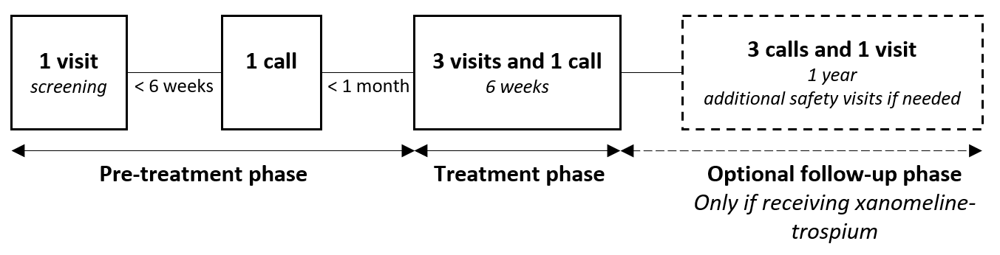 1 visit
screening
< 6 weeks
1 call
< 1 month
3 visits and 1 call
6 weeks
3 calls and 1 visit
1 year
additional safety visits if needed
Pre-treatment phase
Treatment phase
Optional follow-up phase
Only if receiving xanomeline-
trospium